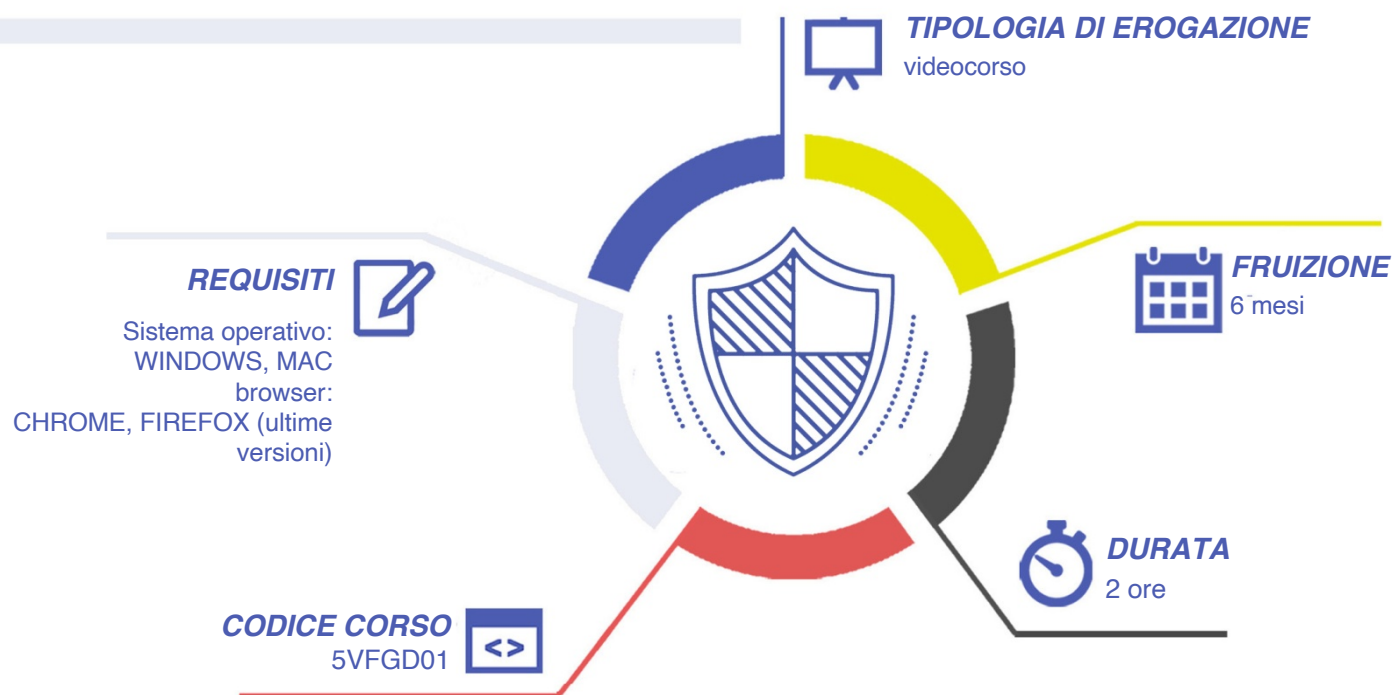 TIPOLOGIA DI EROGAZIONE
videocorso
REQUISITI
Sistema operativo:
WINDOWS, MAC
browser:
CHROME, FIREFOX (ultime
versioni)
FRUIZIONE
6 mesi
DURATA
2 ore
CODICE CORSO
<>
5VFGD01